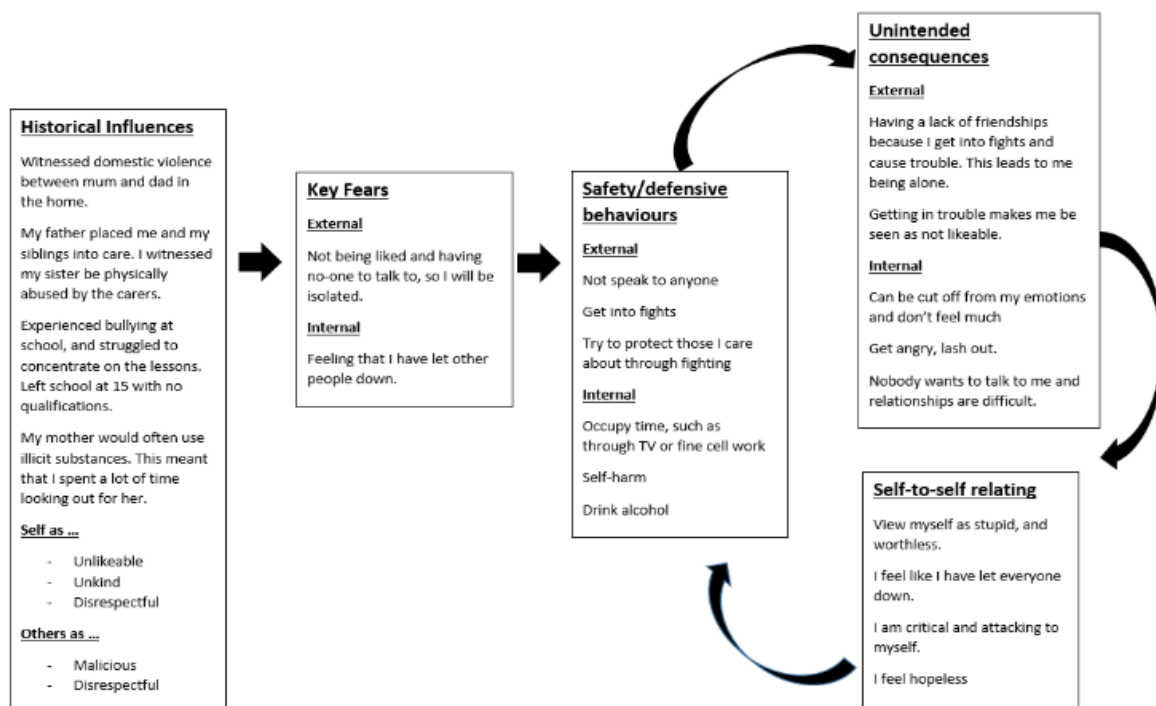 Historical Influences
Witnessed domestic violence
between mum and dad in
the home.
My father placed me and my
siblings into care. I witnessed
my sister be physically
abused by the carers.
Experienced bullying at
school, and struggled to
concentrate on the lessons.
Left school at 15 with no
qualifications.
My mother would often use
illicit substances. This meant
that I spent a lot of time
looking out for her.
Self as ...
- Unlikeable
- Unkind
- Disrespectful
Others as ...
- Malicious
- Disrespectful
Key Fears
External
Not being liked and having
no-one to talk to, so I will be
isolated.
Internal
Feeling that I have let other
people down.
Safety/defensive
behaviours
External
Not speak to anyone
Get into fights
Try to protect those I care
about through fighting
Internal
Occupy time, such as
through TV or fine cell work
Self-harm
Drink alcohol
Unintended
consequences
External
Having a lack of friendships
because I get into fights and
cause trouble. This leads to me
being alone.
Getting in trouble makes me be
seen as not likeable.
Internal
Can be cut off from my emotions
and don't feel much
Get angry, lash out.
Nobody wants to talk to me and
relationships are difficult.
Self-to-self relating
View myself as stupid, and
worthless.
I feel like I have let everyone
down.
I am critical and attacking to
myself.
I feel hopeless